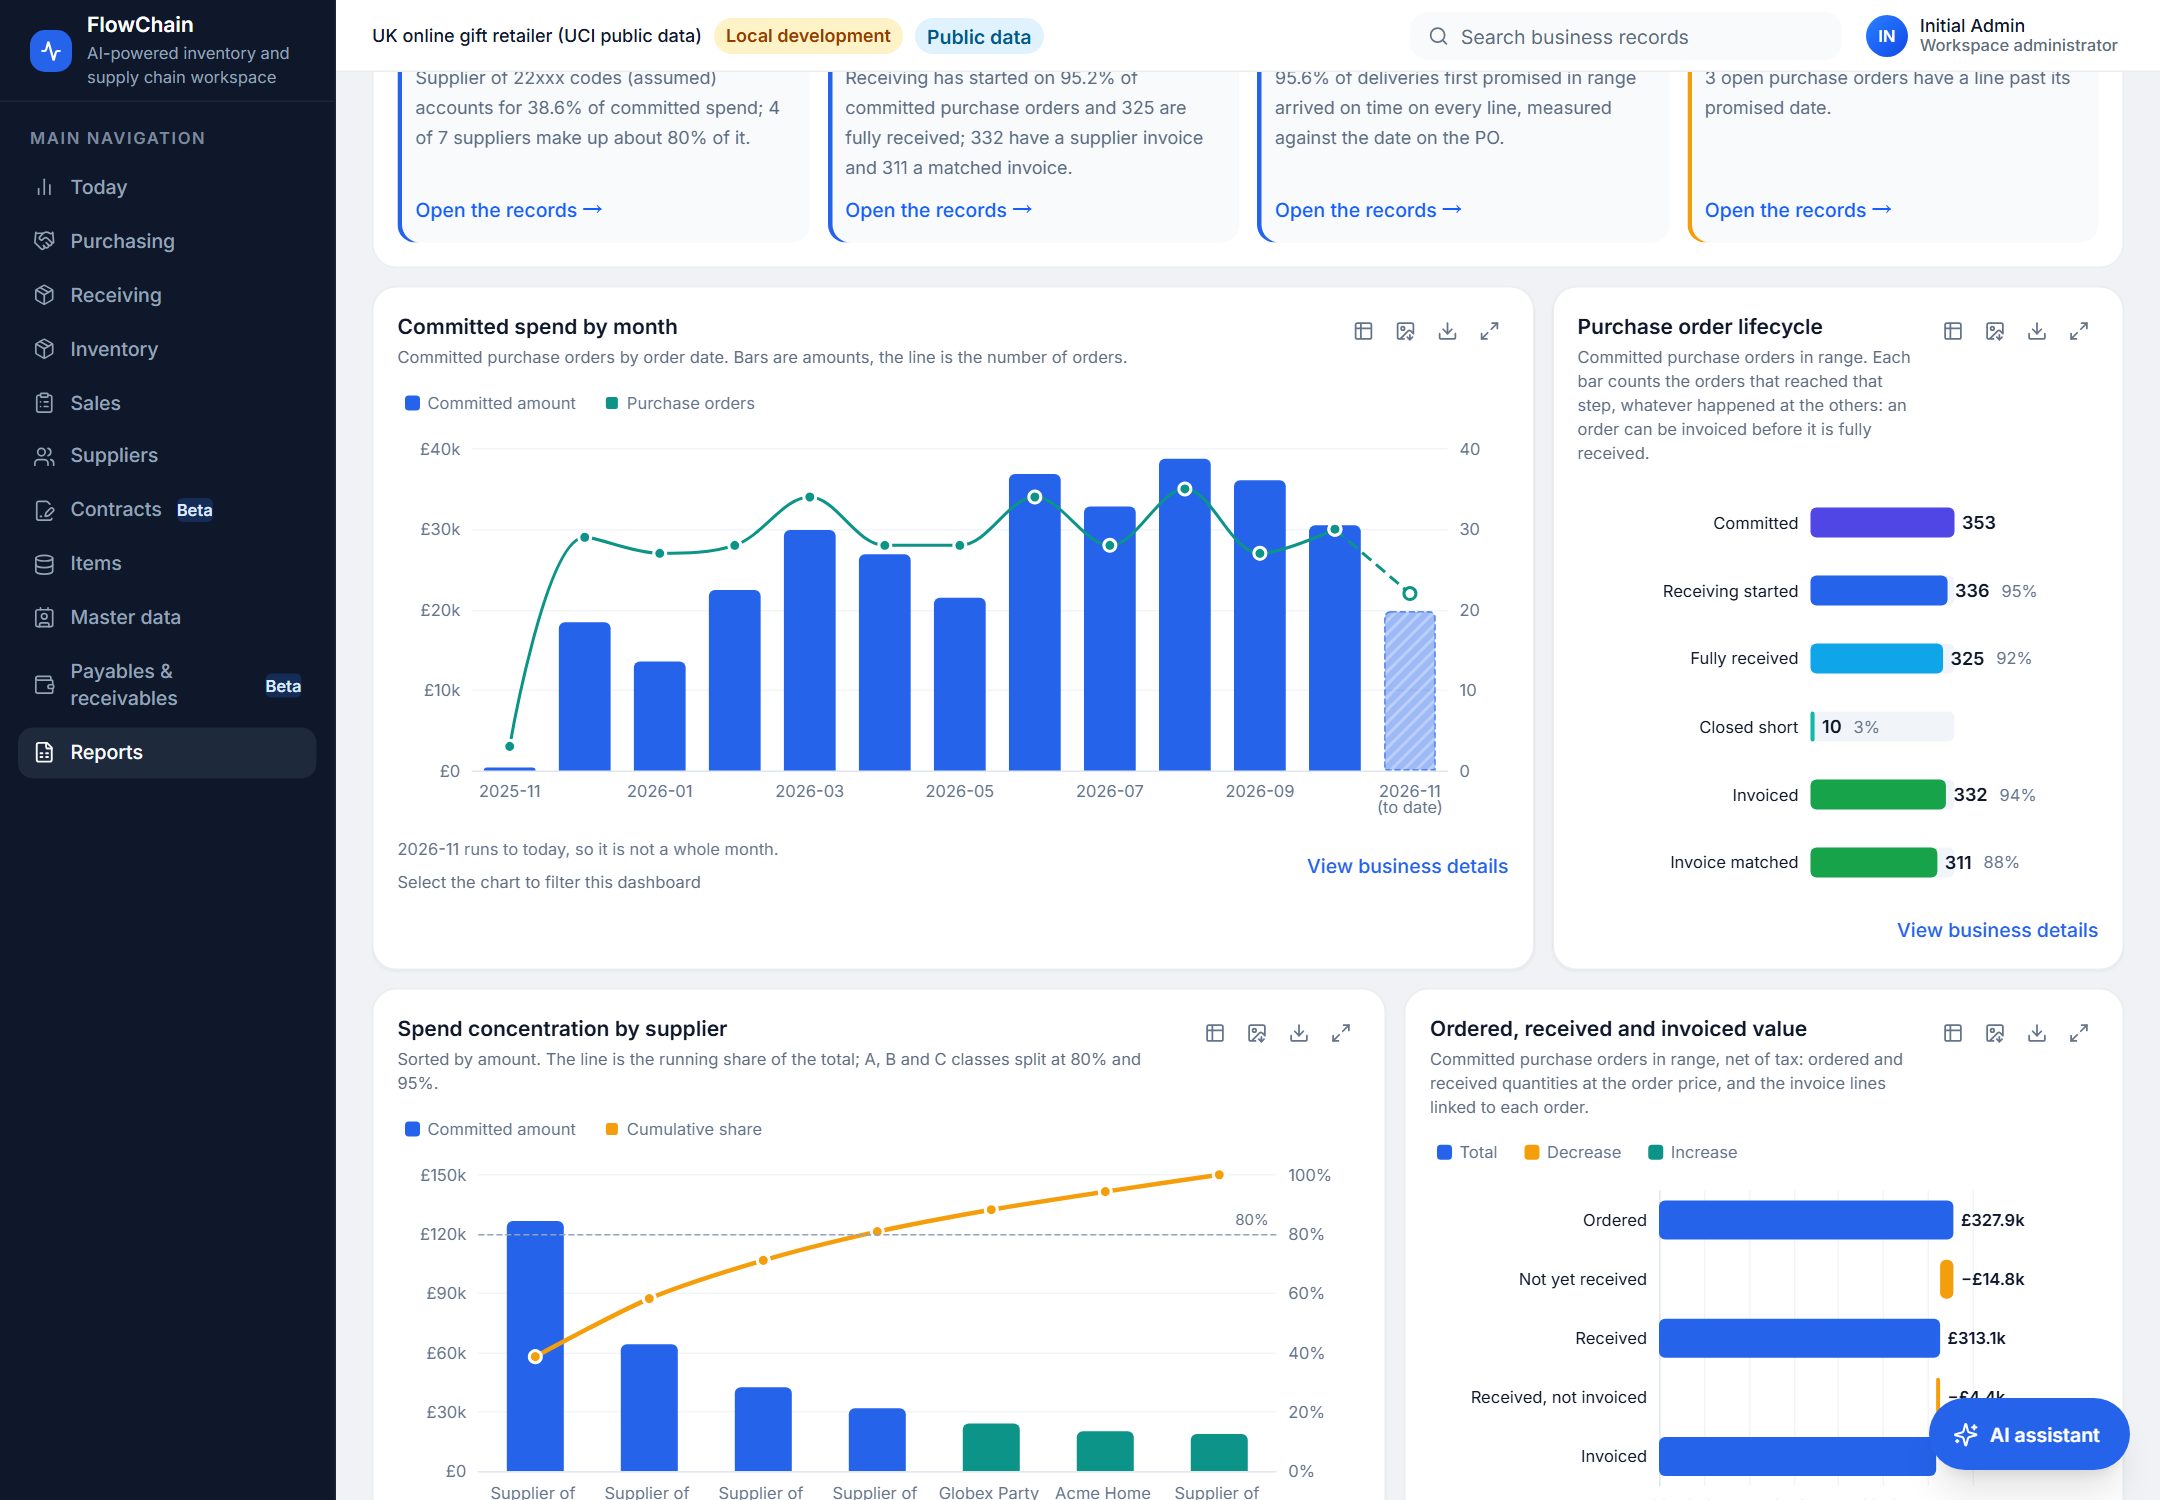 FlowChain
AI-powered inventory and
supply chain workspace
MAIN NAVIGATION
Today
Purchasing
Receiving
Inventory
Sales
Suppliers
Contracts Beta
Items
Master data
Payables &
receivables
Beta
Reports
UK online gift retailer (UCI public data) Local development Public data
Search business records
IN
Initial Admin
Workspace administrator
Supplier of 22xxx codes (assumed)
accounts for 38.6% of committed spend; 4
of 7 suppliers make up about 80% of it.
Open the records →
Receiving has started on 95.2% of
committed purchase orders and 325 are
fully received; 332 have a supplier invoice
and 311 a matched invoice.
Open the records →
95.6% of deliveries first promised in range
arrived on time on every line, measured
against the date on the PO.
Open the records →
3 open purchase orders have a line past its
promised date.
Open the records →
Committed spend by month
Committed purchase orders by order date. Bars are amounts, the line is the number of orders.
Committed amount Purchase orders
£40k 40
£30k 30
£20k 20
£10k 10
£0 0
2025-11 2026-01 2026-03 2026-05 2026-07 2026-09 2026-11
(to date)
2026-11 runs to today, so it is not a whole month.
Select the chart to filter this dashboard
View business details
Purchase order lifecycle
Committed purchase orders in range. Each
bar counts the orders that reached that
step, whatever happened at the others: an
order can be invoiced before it is fully
received.
Committed 353
Receiving started 336 95%
Fully received 325 92%
Closed short 10 3%
Invoiced 332 94%
Invoice matched 311 88%
View business details
Spend concentration by supplier
Sorted by amount. The line is the running share of the total; A, B and C classes split at 80% and
95%.
Committed amount Cumulative share
£150k 100%
80%
£120k 80%
£90k 60%
£60k 40%
£30k 20%
£0 0%
Supplier of Supplier of Supplier of Supplier of Globex Party Acme Home Supplier of
Ordered, received and invoiced value
Committed purchase orders in range, net of tax: ordered and
received quantities at the order price, and the invoice lines
linked to each order.
Total Decrease Increase
Ordered £327.9k
Not yet received −£14.8k
Received £313.1k
Received, not invoiced −£4.4k
Invoiced
AI assistant